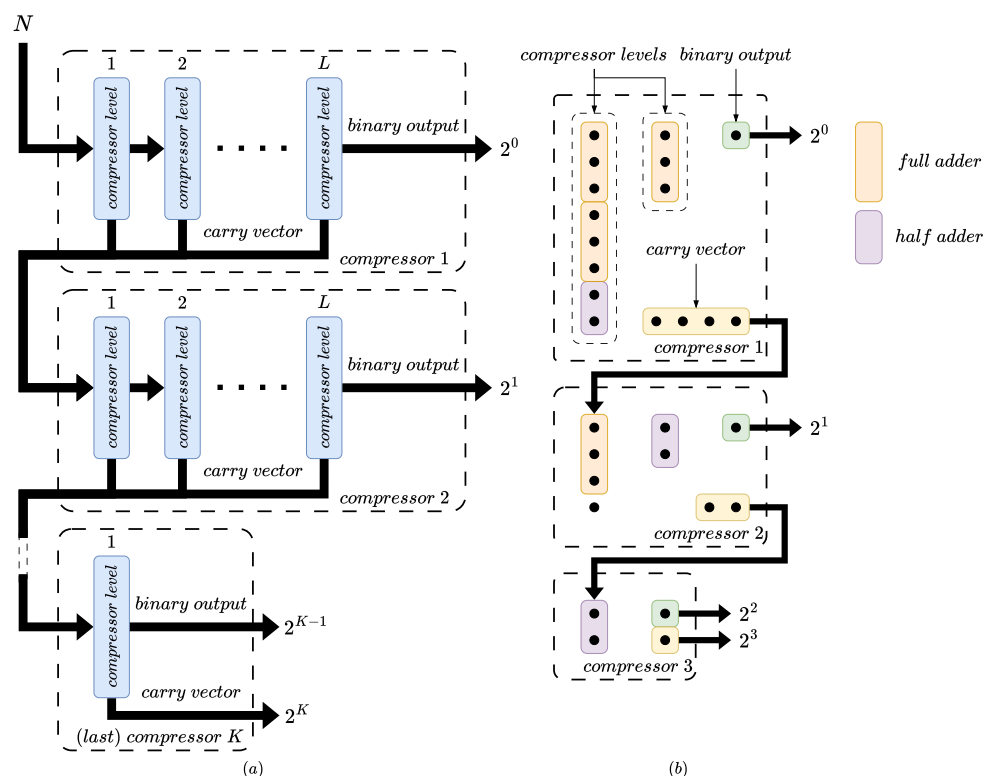 N
1
2
L
compressor level
compressor level
compressor level
binary output
2^0
carry vector
compressor 1
1
2
L
compressor level
compressor level
compressor level
binary output
2^1
carry vector
compressor 2
1
compressor level
binary output
2^{K-1}
carry vector
2^K
(last) compressor K
(a)
compressor levels
binary output
2^0
carry vector
compressor 1
2^1
compressor 2
2^2
2^3
compressor 3
(b)
full adder
half adder